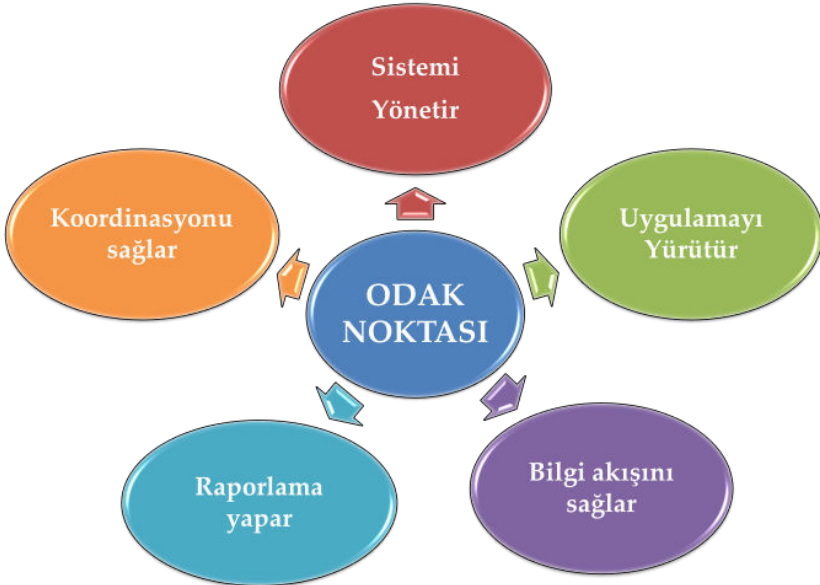 Sistemi
Yönetir
Koordinasyonu
sağlar
Uygulamayı
Yürütür
ODAK
NOKTASI
Raporlama
yapar
Bilgi akışını
sağlar